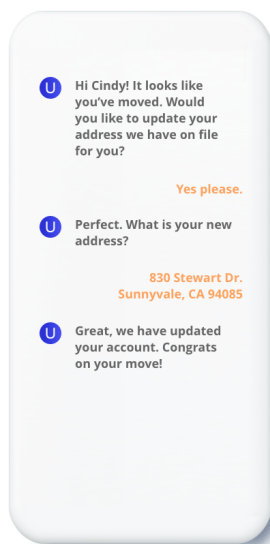 U
Hi Cindy! It looks like
you've moved. Would
you like to update your
address we have on file
for you?
Yes please.
U
Perfect. What is your new
address?
830 Stewart Dr.
Sunnyvale, CA 94085
U
Great, we have updated
your account. Congrats
on your move!